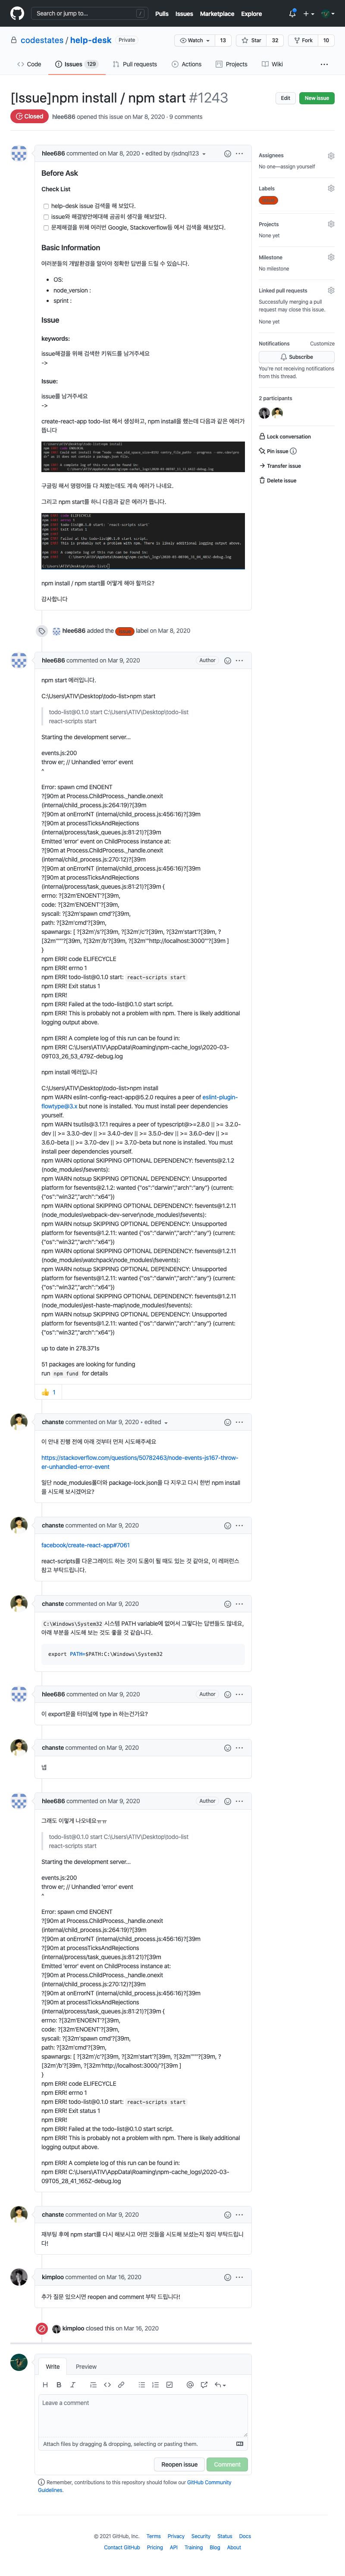 Search or jump to...
/
Pulls Issues Marketplace Explore
codestates / help-desk Private
Watch 13 Star 32 Fork 10
Code Issues 129 Pull requests Actions Projects Wiki
[Issue]npm install / npm start #1243
Edit New issue
Closed hlee686 opened this issue on Mar 8, 2020 · 9 comments
hlee686 commented on Mar 8, 2020 • edited by rjsdnql123
Before Ask
Check List
help-desk issue 검색을 해 보았다.
issue와 해결방안에대해 곰곰히 생각을 해보았다.
문제해결을 위해 여러번 Google, Stackoverflow등 에서 검색을 해보았다.
Basic Information
여러분들의 개발환경을 알아야 정확한 답변을 드릴 수 있습니다.
OS:
node_version :
sprint :
Issue
keywords:
issue해결을 위해 검색한 키워드를 남겨주세요
->
Issue:
issue를 남겨주세요
->
create-react-app todo-list 해서 생성하고, npm install을 했는데 다음과 같은 에러가
뜹니다
구글링 해서 명령어들 다 쳐봤는데도 계속 에러가 나네요.
그리고 npm start를 하니 다음과 같은 에러가 뜹니다.
npm install / npm start를 어떻게 해야 할까요?
감사합니다
Assignees
No one—assign yourself
Labels
Projects
None yet
Milestone
No milestone
Linked pull requests
Successfully merging a pull
request may close this issue.
None yet
Notifications Customize
Subscribe
You're not receiving notifications
from this thread.
2 participants
Lock conversation
Pin issue
Transfer issue
Delete issue
hlee686 added the label on Mar 8, 2020
hlee686 commented on Mar 9, 2020 Author
npm start 에러입니다.
C:\Users\ATIV\Desktop\todo-list>npm start
todo-list@0.1.0 start C:\Users\ATIV\Desktop\todo-list
react-scripts start
Starting the development server...
events.js:200
throw er; // Unhandled 'error' event
^
Error: spawn cmd ENOENT
?[90m at Process.ChildProcess._handle.onexit
(internal/child_process.js:264:19)?[39m
?[90m at onErrorNT (internal/child_process.js:456:16)?[39m
?[90m at processTicksAndRejections
(internal/process/task_queues.js:81:21)?[39m
Emitted 'error' event on ChildProcess instance at:
?[90m at Process.ChildProcess._handle.onexit
(internal/child_process.js:270:12)?[39m
?[90m at onErrorNT (internal/child_process.js:456:16)?[39m
?[90m at processTicksAndRejections
(internal/process/task_queues.js:81:21)?[39m {
errno: ?[32m'ENOENT'?[39m,
code: ?[32m'ENOENT'?[39m,
syscall: ?[32m'spawn cmd'?[39m,
path: ?[32m'cmd'?[39m,
spawnargs: [ ?[32m'/s'?[39m, ?[32m'/c'?[39m, ?[32m'start'?[39m, ?
[32m'""'?[39m, ?[32m'/b'?[39m, ?[32m'"http://localhost:3000"'?[39m ]
}
npm ERR! code ELIFECYCLE
npm ERR! errno 1
npm ERR! todo-list@0.1.0 start: react-scripts start
npm ERR! Exit status 1
npm ERR!
npm ERR! Failed at the todo-list@0.1.0 start script.
npm ERR! This is probably not a problem with npm. There is likely additional
logging output above.
npm ERR! A complete log of this run can be found in:
npm ERR! C:\Users\ATIV\AppData\Roaming\npm-cache_logs\2020-03-
09T03_26_53_479Z-debug.log
npm install 에러입니다
C:\Users\ATIV\Desktop\todo-list>npm install
npm WARN eslint-config-react-app@5.2.0 requires a peer of eslint-plugin-
flowtype@3.x but none is installed. You must install peer dependencies
yourself.
npm WARN tsutils@3.17.1 requires a peer of typescript@>=2.8.0 || >= 3.2.0-
dev || >= 3.3.0-dev || >= 3.4.0-dev || >= 3.5.0-dev || >= 3.6.0-dev || >=
3.6.0-beta || >= 3.7.0-dev || >= 3.7.0-beta but none is installed. You must
install peer dependencies yourself.
npm WARN optional SKIPPING OPTIONAL DEPENDENCY: fsevents@2.1.2
(node_modules\fsevents):
npm WARN notsup SKIPPING OPTIONAL DEPENDENCY: Unsupported
platform for fsevents@2.1.2: wanted {"os":"darwin","arch":"any"} (current:
{"os":"win32","arch":"x64"})
npm WARN optional SKIPPING OPTIONAL DEPENDENCY: fsevents@1.2.11
(node_modules\webpack-dev-server\node_modules\fsevents):
npm WARN notsup SKIPPING OPTIONAL DEPENDENCY: Unsupported
platform for fsevents@1.2.11: wanted {"os":"darwin","arch":"any"} (current:
{"os":"win32","arch":"x64"})
npm WARN optional SKIPPING OPTIONAL DEPENDENCY: fsevents@1.2.11
(node_modules\watchpack\node_modules\fsevents):
npm WARN notsup SKIPPING OPTIONAL DEPENDENCY: Unsupported
platform for fsevents@1.2.11: wanted {"os":"darwin","arch":"any"} (current:
{"os":"win32","arch":"x64"})
npm WARN optional SKIPPING OPTIONAL DEPENDENCY: fsevents@1.2.11
(node_modules\jest-haste-map\node_modules\fsevents):
npm WARN notsup SKIPPING OPTIONAL DEPENDENCY: Unsupported
platform for fsevents@1.2.11: wanted {"os":"darwin","arch":"any"} (current:
{"os":"win32","arch":"x64"})
up to date in 278.371s
51 packages are looking for funding
run npm fund for details
1
chanste commented on Mar 9, 2020 • edited
이 안내 진행 전에 아래 것부터 먼저 시도해주세요
https://stackoverflow.com/questions/50782463/node-events-js167-throw-
er-unhandled-error-event
일단 node_modules폴더와 package-lock.json을 다 지우고 다시 한번 npm install
을 시도해 보시겠어요?
chanste commented on Mar 9, 2020
facebook/create-react-app#7061
react-scripts를 다운그레이드 하는 것이 도움이 될 때도 있는 것 같아요, 이 레퍼런스
참고 부탁드립니다.
chanste commented on Mar 9, 2020
C:\Windows\System32 시스템 PATH variable에 없어서 그렇다는 답변들도 많네요,
아래 부분을 시도해 보는 것도 좋을 것 같습니다.
export PATH=$PATH:C:\Windows\System32
hlee686 commented on Mar 9, 2020 Author
이 export문을 터미널에 type in 하는건가요?
chanste commented on Mar 9, 2020
넵
hlee686 commented on Mar 9, 2020 Author
그래도 이렇게 나오네요ㅠㅠ
todo-list@0.1.0 start C:\Users\ATIV\Desktop\todo-list
react-scripts start
Starting the development server...
events.js:200
throw er; // Unhandled 'error' event
^
Error: spawn cmd ENOENT
?[90m at Process.ChildProcess._handle.onexit
(internal/child_process.js:264:19)?[39m
?[90m at onErrorNT (internal/child_process.js:456:16)?[39m
?[90m at processTicksAndRejections
(internal/process/task_queues.js:81:21)?[39m
Emitted 'error' event on ChildProcess instance at:
?[90m at Process.ChildProcess._handle.onexit
(internal/child_process.js:270:12)?[39m
?[90m at onErrorNT (internal/child_process.js:456:16)?[39m
?[90m at processTicksAndRejections
(internal/process/task_queues.js:81:21)?[39m {
errno: ?[32m'ENOENT'?[39m,
code: ?[32m'ENOENT'?[39m,
syscall: ?[32m'spawn cmd'?[39m,
path: ?[32m'cmd'?[39m,
spawnargs: [ ?[32m'/c'?[39m, ?[32m'start'?[39m, ?[32m'""'?[39m, ?
[32m'/b'?[39m, ?[32m'http://localhost:3000/'?[39m ]
}
npm ERR! code ELIFECYCLE
npm ERR! errno 1
npm ERR! todo-list@0.1.0 start: react-scripts start
npm ERR! Exit status 1
npm ERR!
npm ERR! Failed at the todo-list@0.1.0 start script.
npm ERR! This is probably not a problem with npm. There is likely additional
logging output above.
npm ERR! A complete log of this run can be found in:
npm ERR! C:\Users\ATIV\AppData\Roaming\npm-cache_logs\2020-03-
09T05_28_41_165Z-debug.log
chanste commented on Mar 9, 2020
재부팅 후에 npm start를 다시 해보시고 어떤 것들을 시도해 보셨는지 정리 부탁드립니
다!
kimploo commented on Mar 16, 2020
추가 질문 있으시면 reopen and comment 부탁 드립니다!
kimploo closed this on Mar 16, 2020
Write Preview
Leave a comment
Attach files by dragging & dropping, selecting or pasting them.
Reopen issue Comment
Remember, contributions to this repository should follow our GitHub Community
Guidelines.
© 2021 GitHub, Inc. Terms Privacy Security Status Docs
Contact GitHub Pricing API Training Blog About